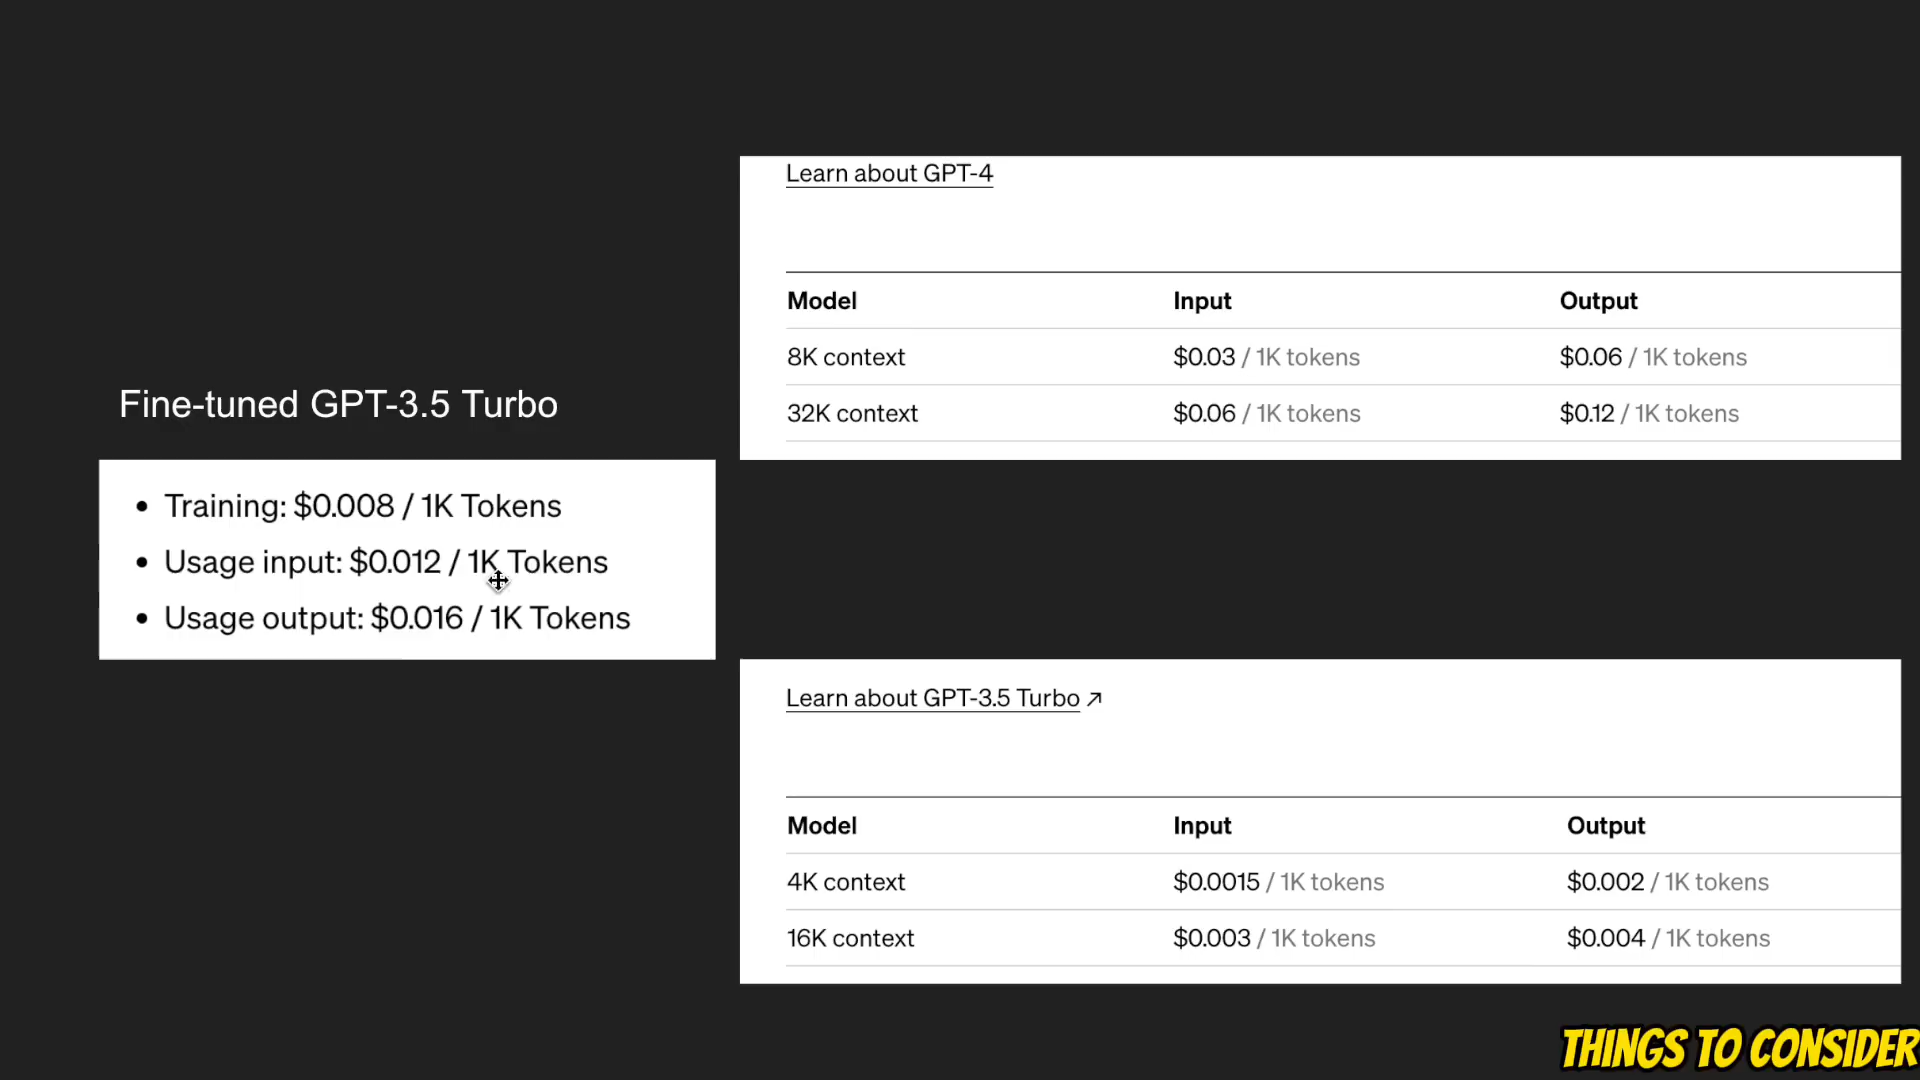 Learn about GPT-4
Model Input Output
8K context $0.03 / 1K tokens $0.06 / 1K tokens
32K context $0.06 / 1K tokens $0.12 / 1K tokens
Fine-tuned GPT-3.5 Turbo
• Training: $0.008 / 1K Tokens
• Usage input: $0.012 / 1K Tokens
• Usage output: $0.016 / 1K Tokens
Learn about GPT-3.5 Turbo ↗
Model Input Output
4K context $0.0015 / 1K tokens $0.002 / 1K tokens
16K context $0.003 / 1K tokens $0.004 / 1K tokens
THINGS TO CONSIDER